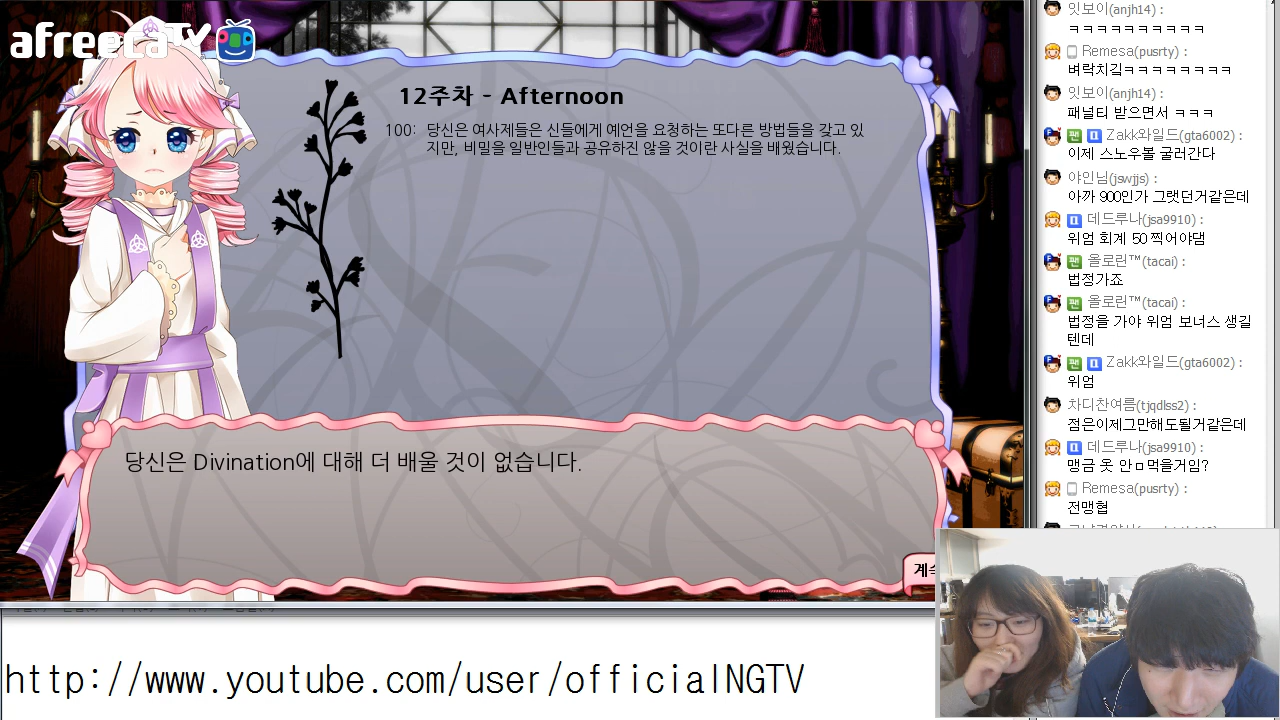 afreecaTV
12주차 - Afternoon
100: 당신은 여사제들은 신들에게 예언을 요청하는 또다른 방법들을 갖고 있
지만, 비밀을 일반인들과 공유하진 않을 것이란 사실을 배웠습니다.
당신은 Divination에 대해 더 배울 것이 없습니다.
http://www.youtube.com/user/officialNGTV
잇보이(anjh14) :
ㅋㅋㅋㅋㅋㅋㅋㅋㅋㅋ
Remesa(pusrty) :
벼락치길ㅋㅋㅋㅋㅋㅋㅋㅋ
잇보이(anjh14) :
패널티 받으면서 ㅋㅋㅋ
팬 Zakk와일드(gta6002) :
이제 스노우볼 굴러간다
야인님(jswjjs) :
아까 900인가 그랫던거같은데
데드루나(jsa9910) :
위엄 회계 50 찍어야댐
팬 올로린™(tacai) :
법정가죠
팬 올로린™(tacai) :
법정을 가야 위엄 보너스 생길
텐데
팬 Zakk와일드(gta6002) :
위엄
차디찬여름(tjqdlss2) :
점은이제그만해도될거같은데
데드루나(jsa9910) :
맹금 옷 안ㅁ먹을거임?
Remesa(pusrty) :
전맹협